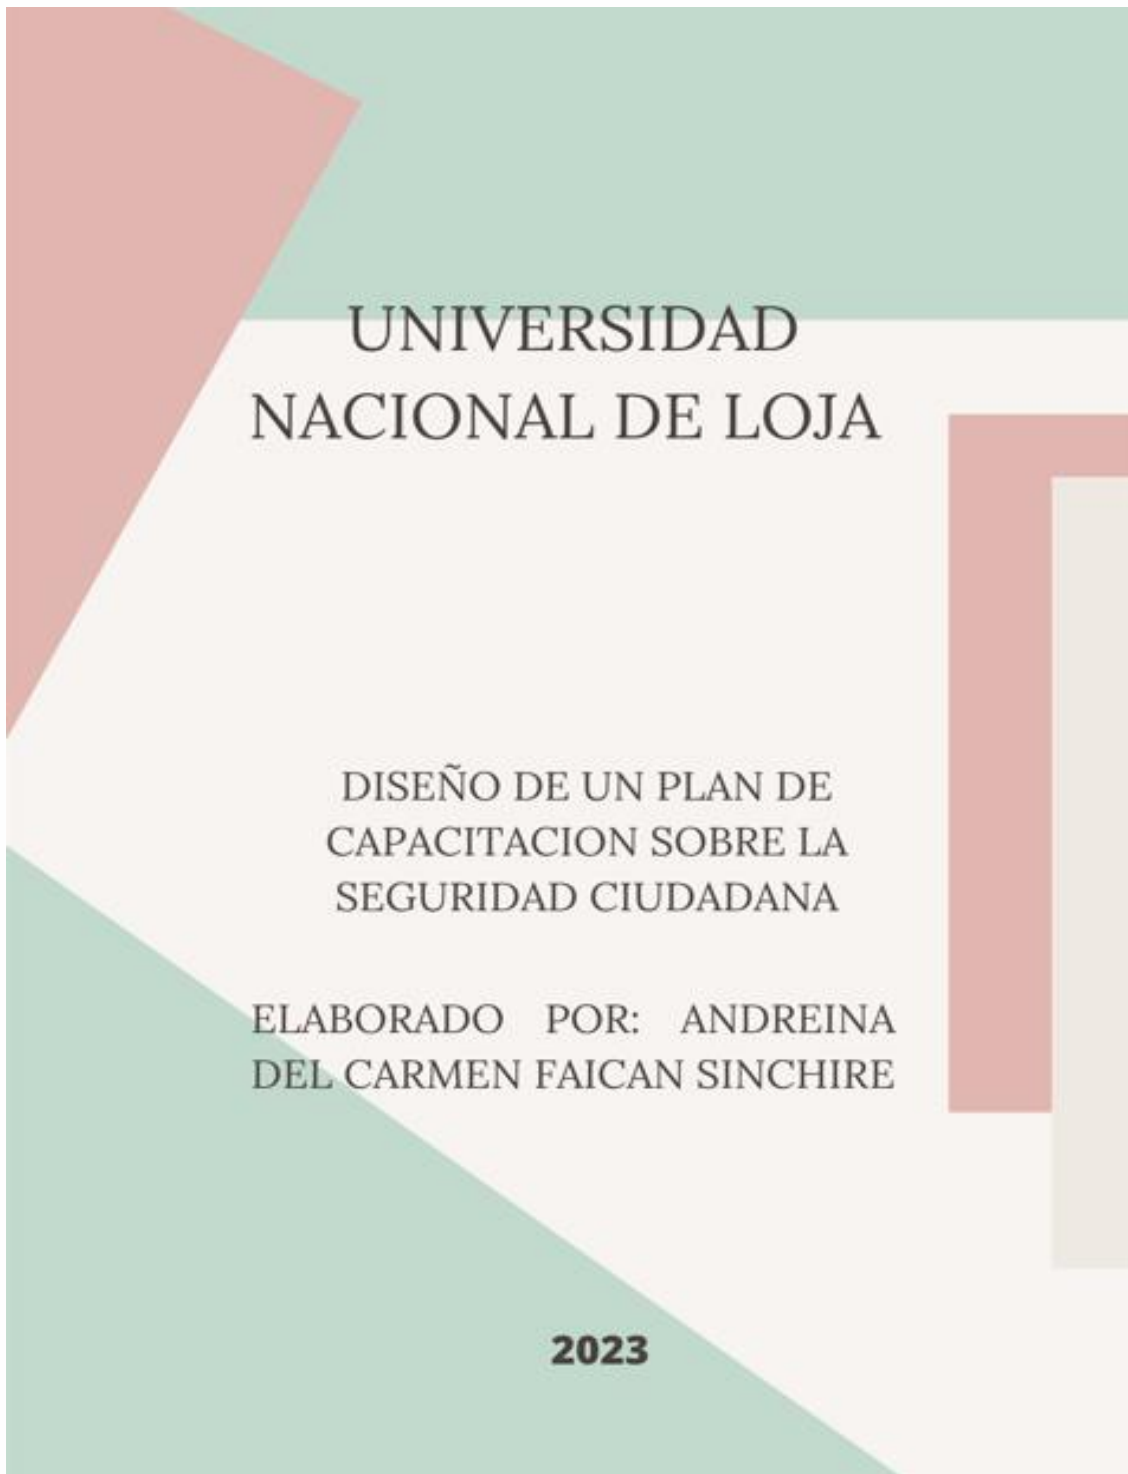 UNIVERSIDAD
NACIONAL DE LOJA
DISEÑO DE UN PLAN DE
CAPACITACION SOBRE LA
SEGURIDAD CIUDADANA
ELABORADO POR: ANDREINA
DEL CARMEN FAICAN SINCHIRE
2023